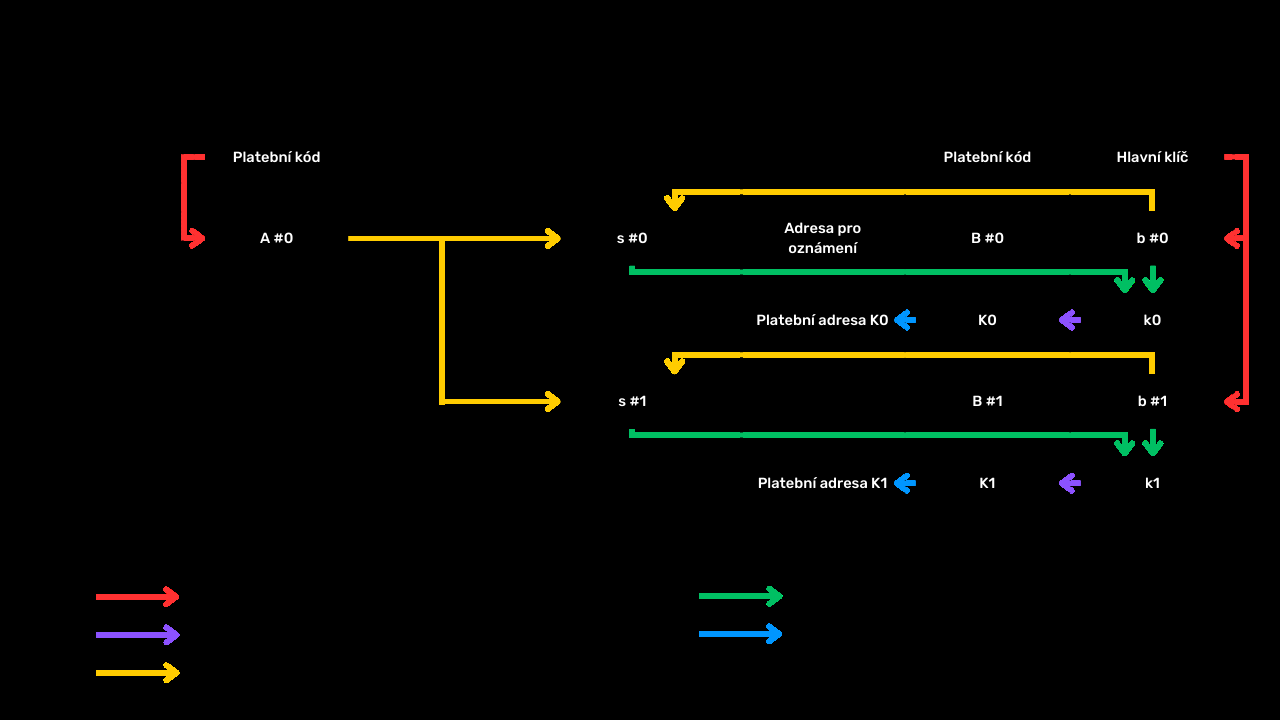 Platební kód
Platební kód
Hlavní klíč
A #0
s #0
Adresa pro
oznámení
B #0
b #0
Platební adresa K0
K0
k0
s #1
B #1
b #1
Platební adresa K1
K1
k1